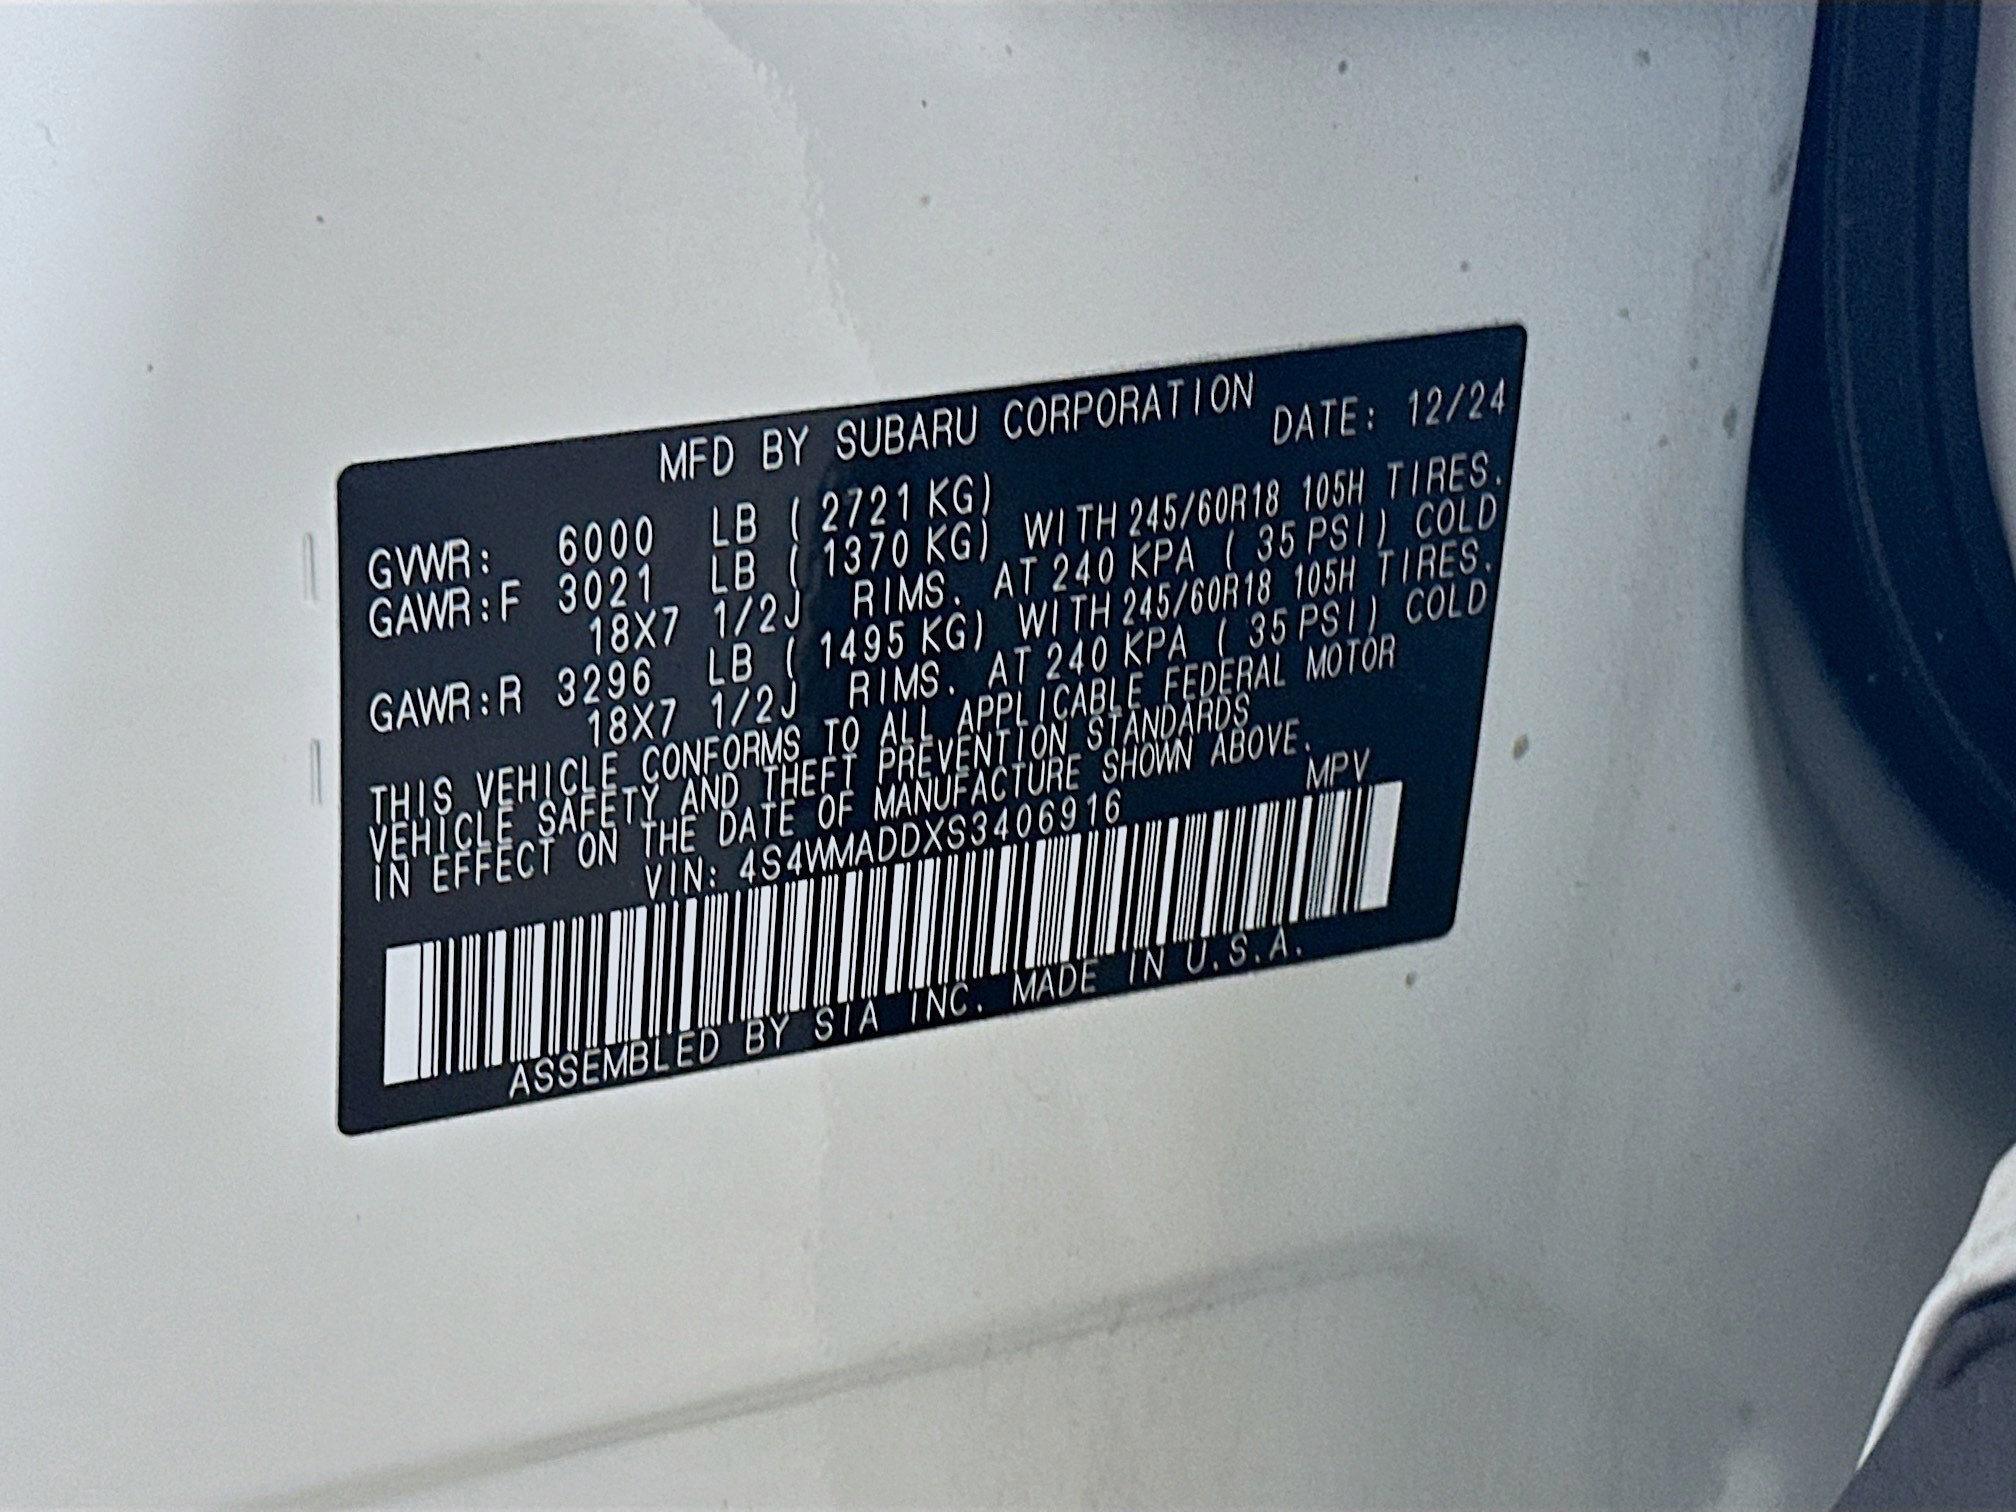 MFD BY SUBARU CORPORATION DATE: 12/24
GVWR: 6000 LB ( 2721 KG)
GAWR:F 3021 LB ( 1370 KG) WITH 245/60R18 105H TIRES.
18X7 1/2J RIMS. AT 240 KPA ( 35 PSI) COLD
GAWR:R 3296 LB ( 1495 KG) WITH 245/60R18 105H TIRES.
18X7 1/2J RIMS. AT 240 KPA ( 35 PSI) COLD
THIS VEHICLE CONFORMS TO ALL APPLICABLE FEDERAL MOTOR
VEHICLE SAFETY AND THEFT PREVENTION STANDARDS
IN EFFECT ON THE DATE OF MANUFACTURE SHOWN ABOVE.
VIN: 4S4WMADDXS3406916 MPV
ASSEMBLED BY SIA INC. MADE IN U.S.A.